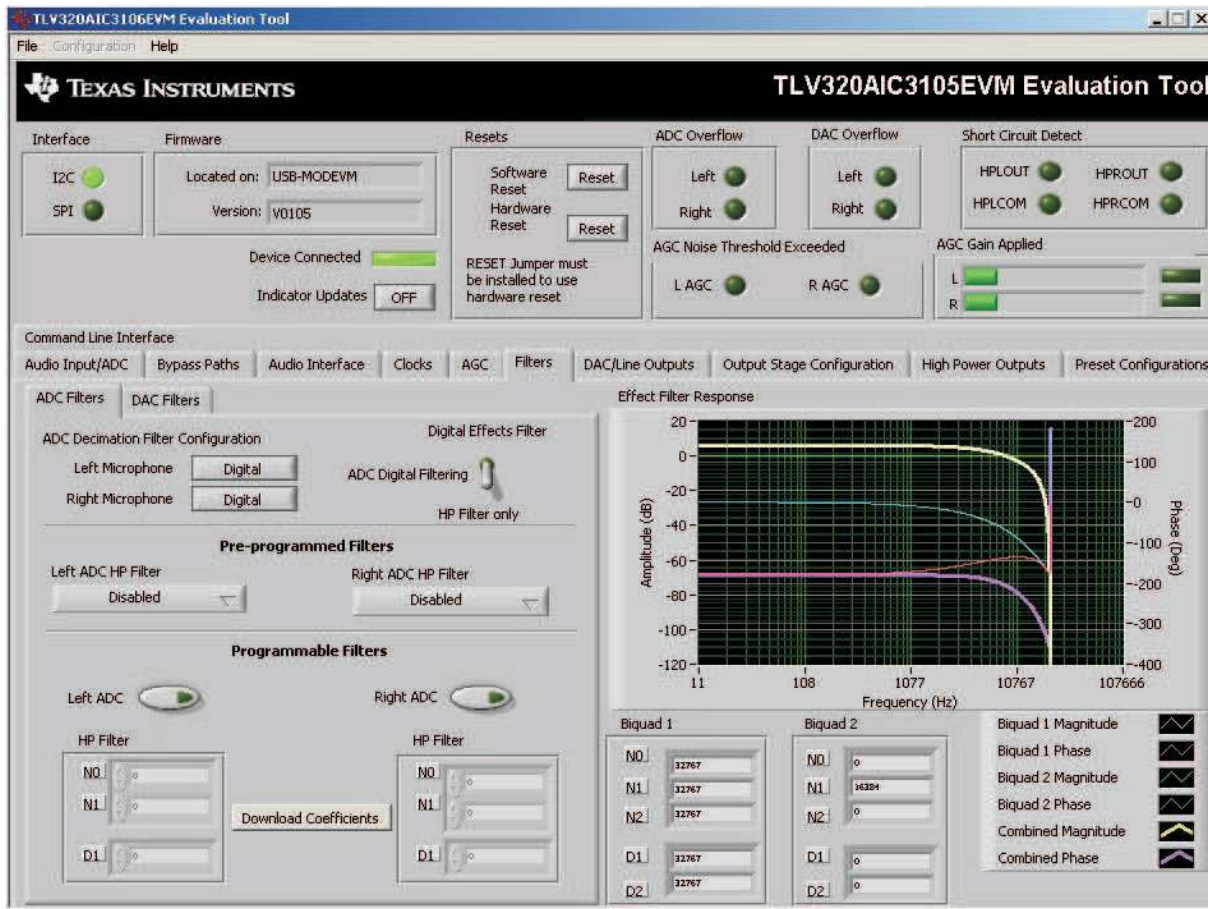 TLV320AIC3106EVM Evaluation Tool
File Configuration Help
TEXAS INSTRUMENTS
TLV320AIC3105EVM Evaluation Tool
Interface
I2C
SPI
Firmware
Located on: USB-MODEVM
Version: V0105
Device Connected
Indicator Updates OFF
Resets
Software Reset Reset
Hardware Reset Reset
RESET Jumper must
be installed to use
hardware reset
ADC Overflow
Left
Right
DAC Overflow
Left
Right
Short Circuit Detect
HPLOUT HPROUT
HPLCOM HPRCOM
AGC Noise Threshold Exceeded
L AGC R AGC
AGC Gain Applied
L
R
Command Line Interface
Audio Input/ADC Bypass Paths Audio Interface Clocks AGC Filters DAC/Line Outputs Output Stage Configuration High Power Outputs Preset Configurations
ADC Filters DAC Filters
ADC Decimation Filter Configuration
Left Microphone Digital
Right Microphone Digital
Digital Effects Filter
ADC Digital Filtering
HP Filter only
Pre-programmed Filters
Left ADC HP Filter
Disabled
Right ADC HP Filter
Disabled
Programmable Filters
Left ADC Right ADC
HP Filter
N0 0
N1 0
D1 0
Download Coefficients
HP Filter
N0 0
N1 0
D1 0
Effect Filter Response
Amplitude (dB)
20
0
-20
-40
-60
-80
-100
-120
200
100
-0
-100
-200
-300
-400
Phase (Deg)
11 108 1077 10767 107666
Frequency (Hz)
Biquad 1
N0 32767
N1 32767
N2 32767
D1 32767
D2 32767
Biquad 2
N0 0
N1 16384
N2 0
D1 0
D2 0
Biquad 1 Magnitude
Biquad 1 Phase
Biquad 2 Magnitude
Biquad 2 Phase
Combined Magnitude
Combined Phase